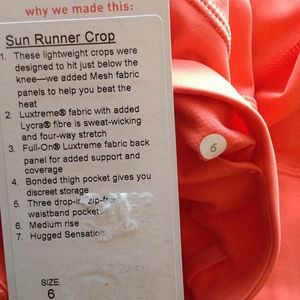 why we made this:
Sun Runner Crop
1. These lightweight crops were
designed to hit just below the
knee—we added Mesh fabric
panels to help you beat the
heat
2. Luxtreme® fabric with added
Lycra® fibre is sweat-wicking
and four-way stretch
3. Full-On® Luxtreme fabric back
panel for added support and
coverage
4. Bonded thigh pocket gives you
discreet storage
5. Three drop-in, zip-free
waistband pockets
6 Medium rise
7 Hugged Sensation
SIZE
6
6